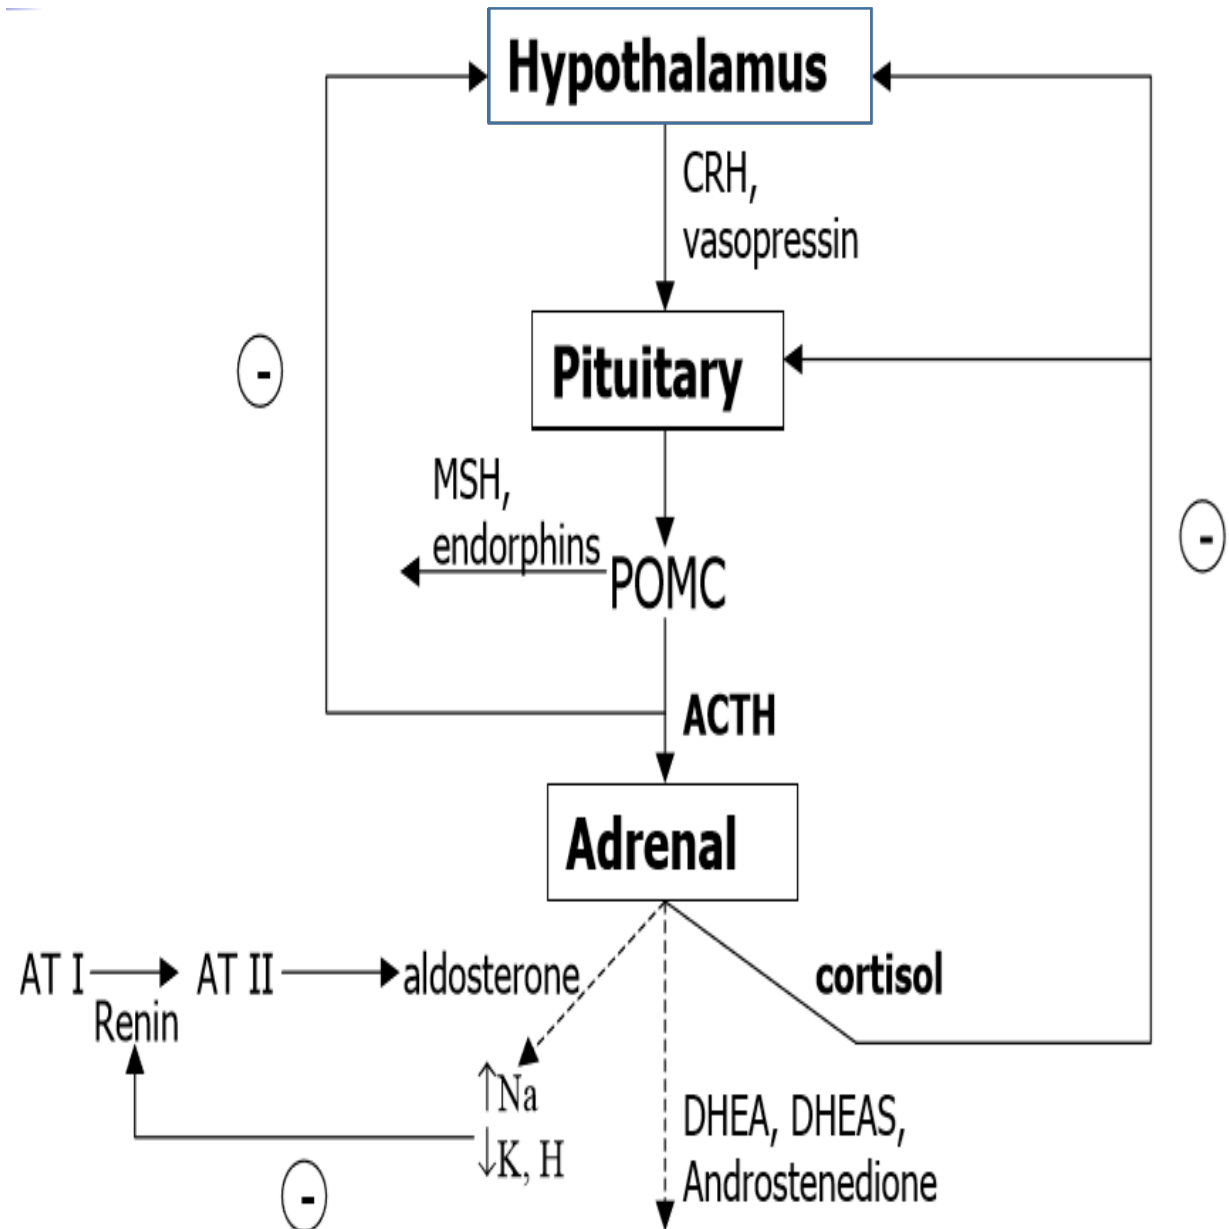 Hypothalamus
CRH,
vasopressin
-
Pituitary
MSH,
endorphins
-
POMC
ACTH
Adrenal
AT I
AT II
aldosterone
cortisol
Renin
↑Na
↓K, H
DHEA, DHEAS,
Androstenedione
-